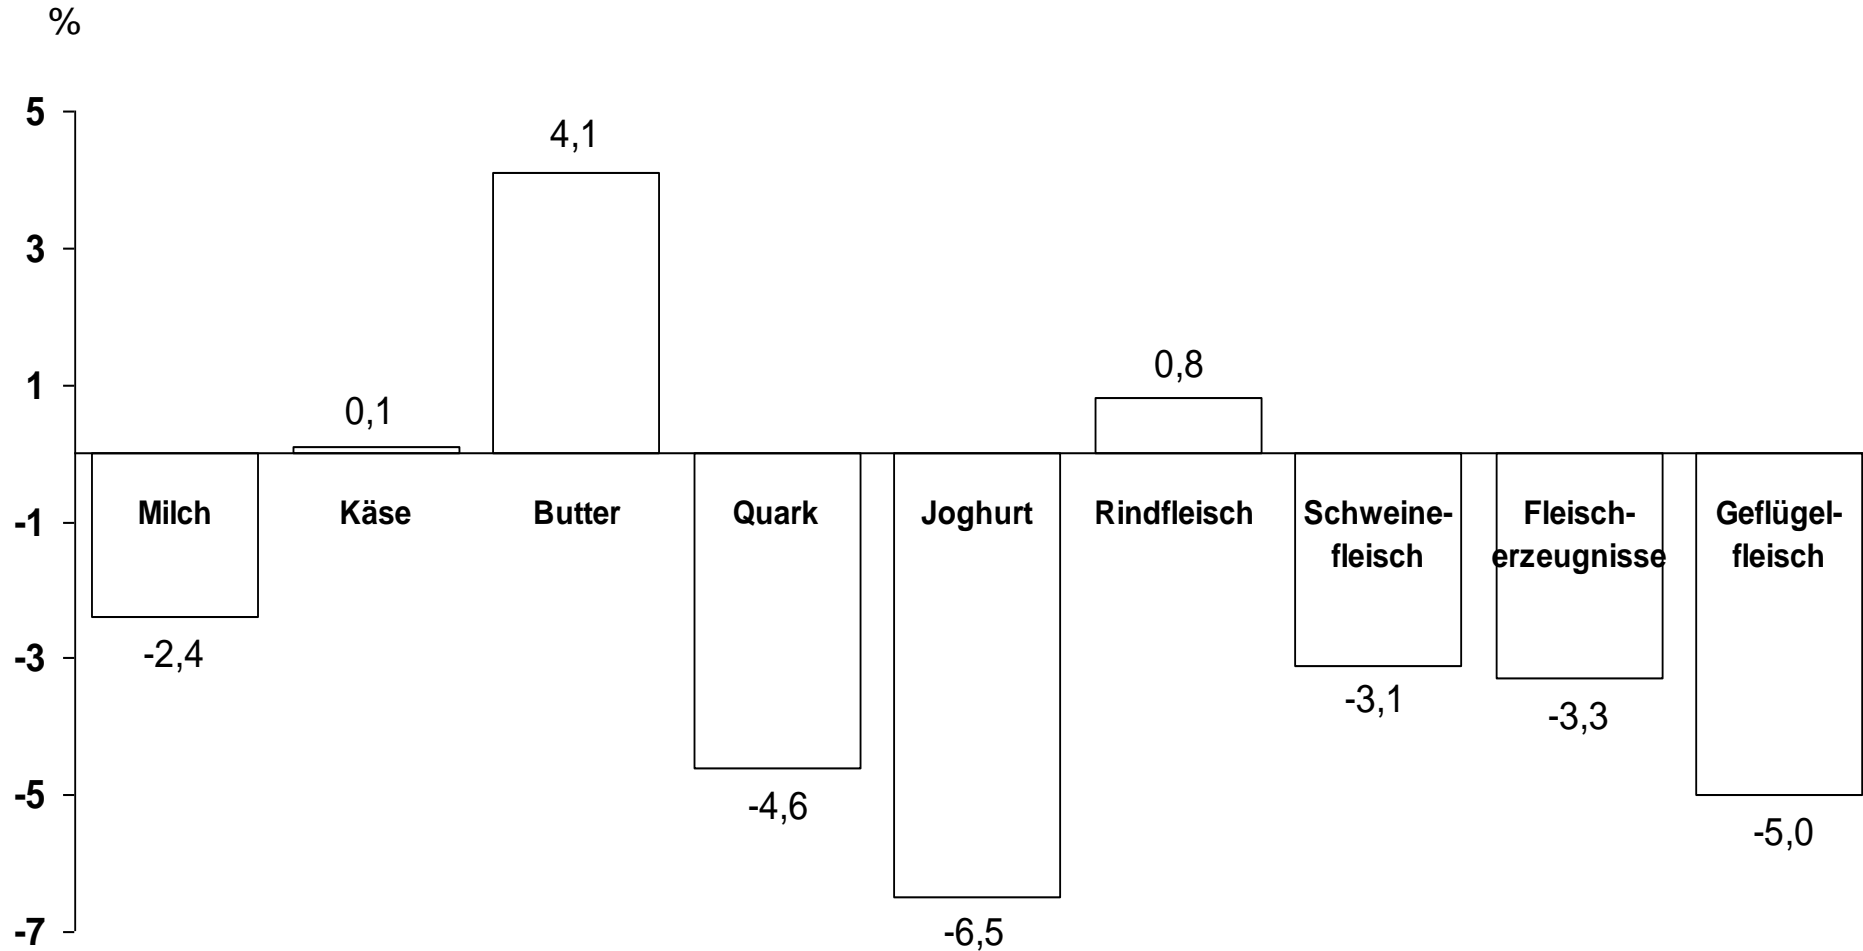 %
5
3
1
-1
-3
-5
-7
4,1
0,1
0,8
Milch
Käse
Butter
Quark
Joghurt
Rindfleisch
Schweine-
fleisch
Fleisch-
erzeugnisse
Geflügel-
fleisch
-2,4
-4,6
-6,5
-3,1
-3,3
-5,0